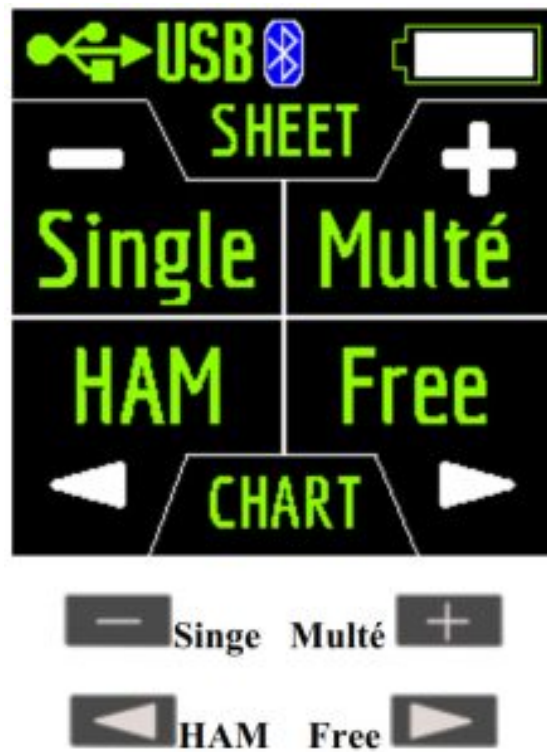 USB
SHEET
Single Multé
HAM Free
CHART
Singe Multé
HAM Free